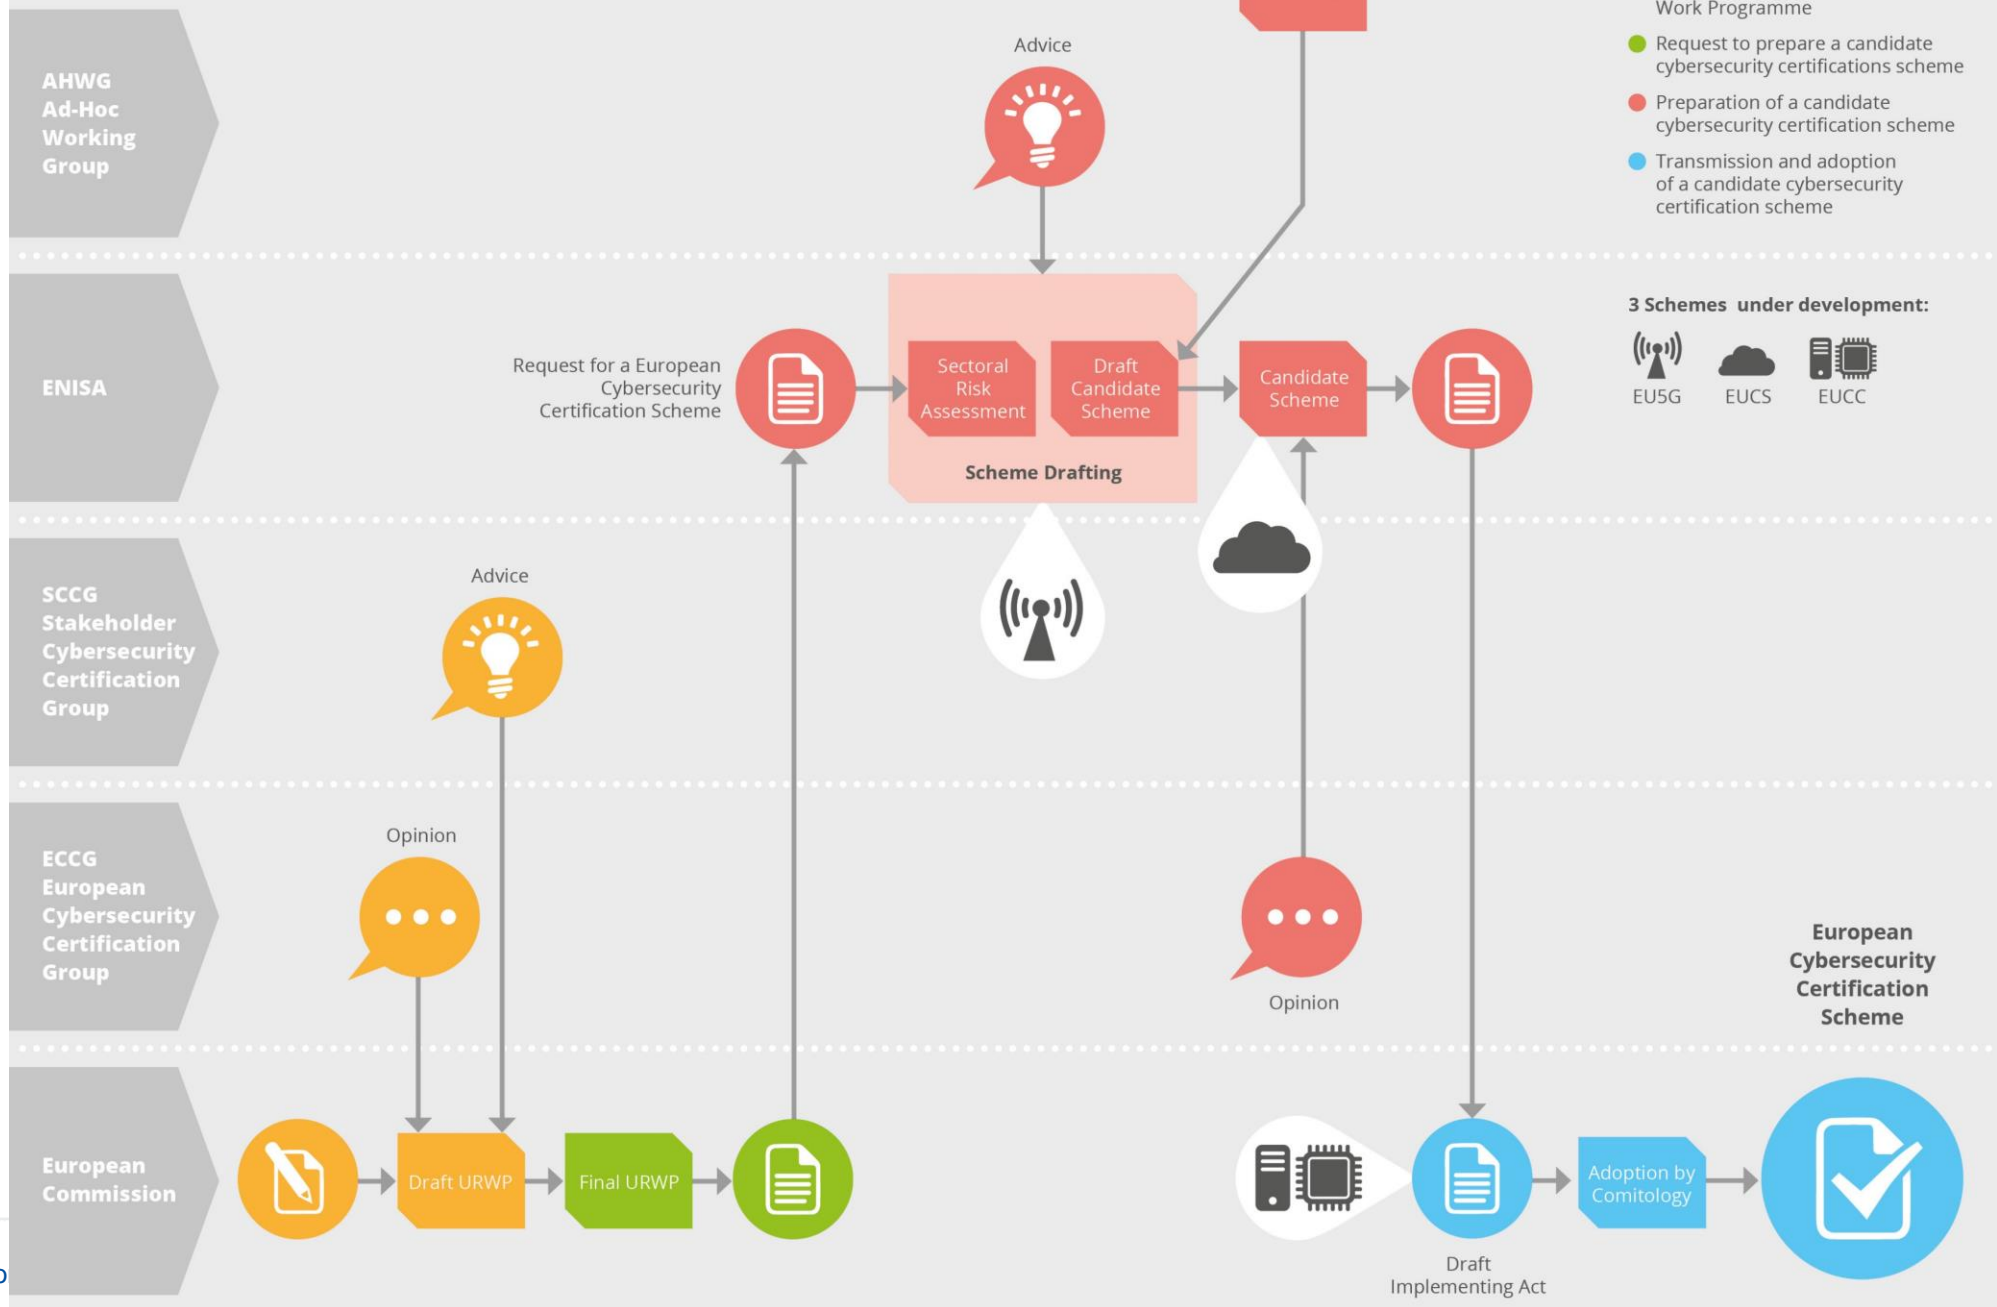 Work Programme
Request to prepare a candidate
cybersecurity certifications scheme
Preparation of a candidate
cybersecurity certification scheme
Transmission and adoption
of a candidate cybersecurity
certification scheme
AHWG
Ad-Hoc
Working
Group
Advice
ENISA
Request for a European
Cybersecurity
Certification Scheme
Sectoral
Risk
Assessment
Draft
Candidate
Scheme
Scheme Drafting
Candidate
Scheme
3 Schemes under development:
EU5G
EUCS
EUCC
SCCG
Stakeholder
Cybersecurity
Certification
Group
Advice
ECCG
European
Cybersecurity
Certification
Group
Opinion
Opinion
European
Cybersecurity
Certification
Scheme
European
Commission
Draft URWP
Final URWP
Draft
Implementing Act
Adoption by
Comitology